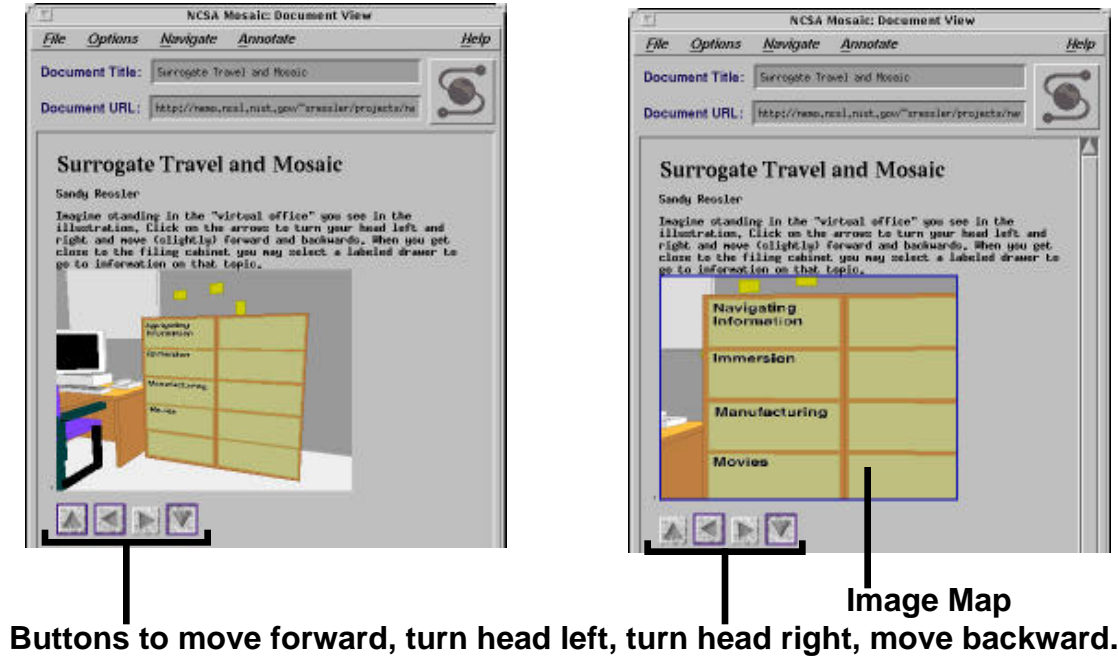 NCSA Mosaic: Document View
File Options Navigate Annotate Help
Document Title: Surrogate Travel and Mosaic
Document URL: http://nemo.ncsl.nist.gov/~sressler/projects/nav
Surrogate Travel and Mosaic
Sandy Ressler
Imagine standing in the "virtual office" you see in the
illustration. Click on the arrows to turn your head left and
right and move (slightly) forward and backwards. When you get
close to the filing cabinet you may select a labeled drawer to
go to information on that topic.
Information
Immersion
Manufacturing
Movies
NCSA Mosaic: Document View
File Options Navigate Annotate Help
Document Title: Surrogate Travel and Mosaic
Document URL: http://nemo.ncsl.nist.gov/~sressler/projects/nav
Surrogate Travel and Mosaic
Sandy Ressler
Imagine standing in the "virtual office" you see in the
illustration. Click on the arrows to turn your head left and
right and move (slightly) forward and backwards. When you get
close to the filing cabinet you may select a labeled drawer to
go to information on that topic.
Navigating
Information
Immersion
Manufacturing
Movies
Image Map
Buttons to move forward, turn head left, turn head right, move backward.